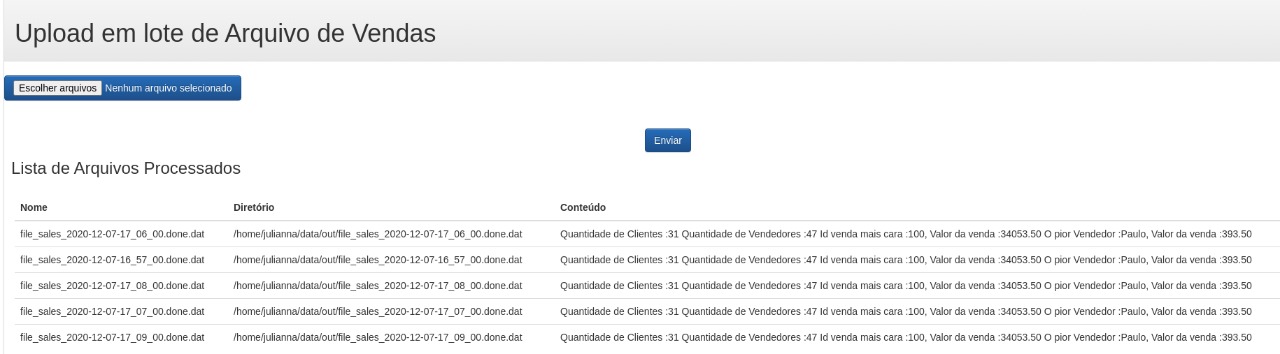 Upload em lote de Arquivo de Vendas
Escolher arquivos Nenhum arquivo selecionado
Enviar
Lista de Arquivos Processados
Nome Diretório Conteúdo
file_sales_2020-12-07-17_06_00.done.dat /home/julianna/data/out/file_sales_2020-12-07-17_06_00.done.dat Quantidade de Clientes :31 Quantidade de Vendedores :47 Id venda mais cara :100, Valor da venda :34053.50 O pior Vendedor :Paulo, Valor da venda :393.50
file_sales_2020-12-07-16_57_00.done.dat /home/julianna/data/out/file_sales_2020-12-07-16_57_00.done.dat Quantidade de Clientes :31 Quantidade de Vendedores :47 Id venda mais cara :100, Valor da venda :34053.50 O pior Vendedor :Paulo, Valor da venda :393.50
file_sales_2020-12-07-17_08_00.done.dat /home/julianna/data/out/file_sales_2020-12-07-17_08_00.done.dat Quantidade de Clientes :31 Quantidade de Vendedores :47 Id venda mais cara :100, Valor da venda :34053.50 O pior Vendedor :Paulo, Valor da venda :393.50
file_sales_2020-12-07-17_07_00.done.dat /home/julianna/data/out/file_sales_2020-12-07-17_07_00.done.dat Quantidade de Clientes :31 Quantidade de Vendedores :47 Id venda mais cara :100, Valor da venda :34053.50 O pior Vendedor :Paulo, Valor da venda :393.50
file_sales_2020-12-07-17_09_00.done.dat /home/julianna/data/out/file_sales_2020-12-07-17_09_00.done.dat Quantidade de Clientes :31 Quantidade de Vendedores :47 Id venda mais cara :100, Valor da venda :34053.50 O pior Vendedor :Paulo, Valor da venda :393.50